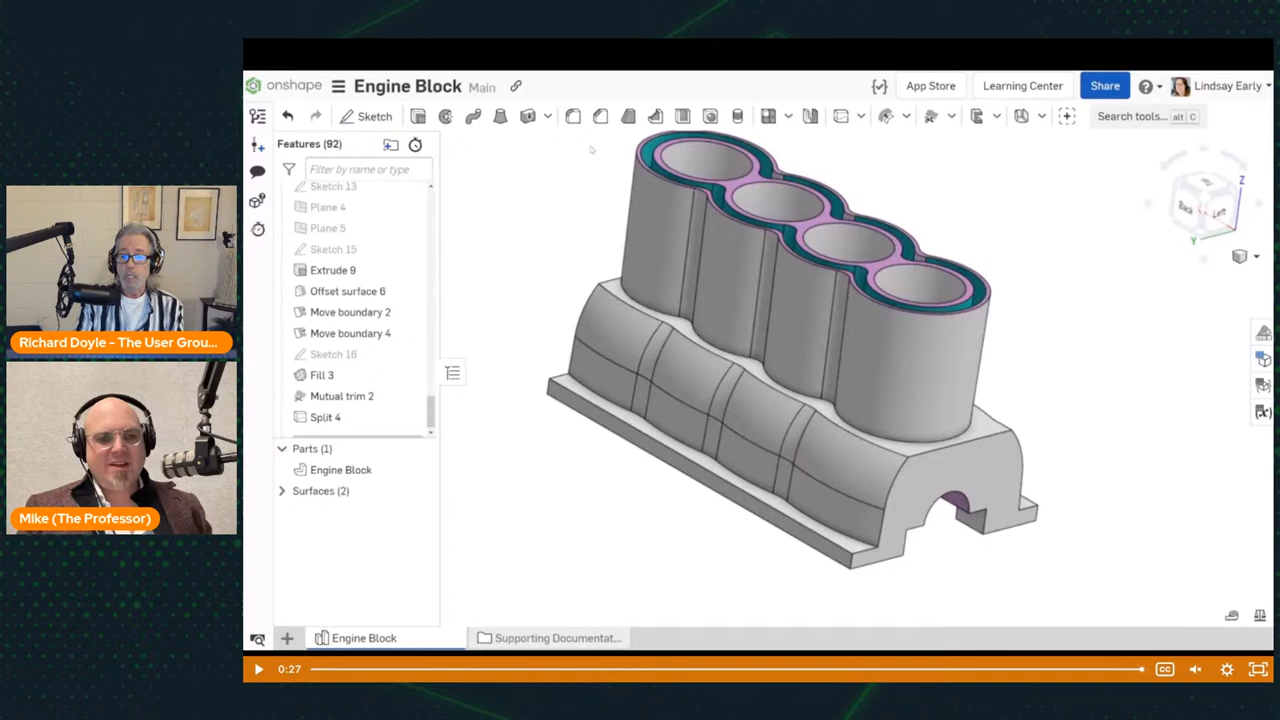 onshape
Engine Block Main
App Store
Learning Center
Share
Lindsay Early
Sketch
Search tools... alt C
Features (92)
Filter by name or type
Sketch 13
Plane 4
Plane 5
Sketch 15
Extrude 9
Offset surface 6
Move boundary 2
Move boundary 4
Sketch 16
Fill 3
Mutual trim 2
Split 4
Parts (1)
Engine Block
Surfaces (2)
Z
Back
Left
Y
Richard Doyle - The User Grou...
Mike (The Professor)
Engine Block
Supporting Documentat...
0:27
CC